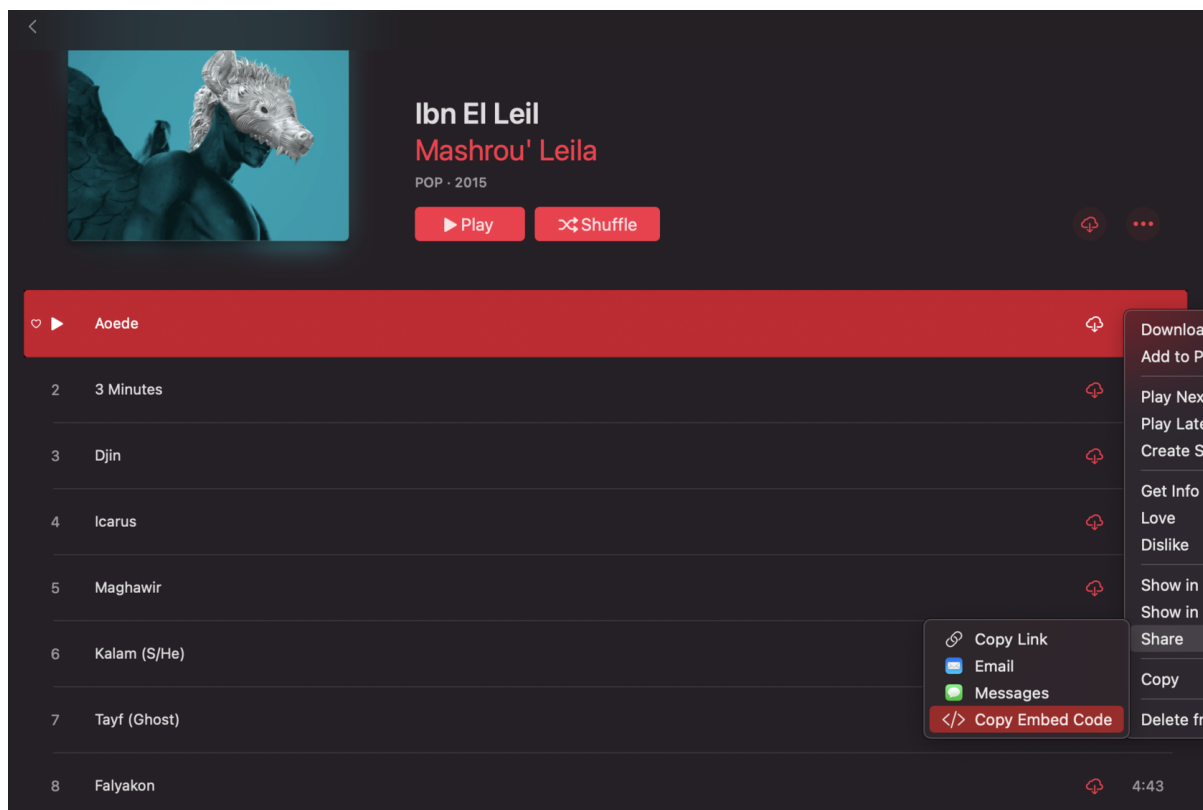 Ibn El Leil
Mashrou' Leila
POP · 2015
Play
Shuffle
Aoede
2 3 Minutes
3 Djin
4 Icarus
5 Maghawir
6 Kalam (S/He)
7 Tayf (Ghost)
8 Falyakon 4:43
Downloa
Add to P
Play Nex
Play Late
Create S
Get Info
Love
Dislike
Show in
Show in
Share
Copy
Delete fr
Copy Link
Email
Messages
</> Copy Embed Code